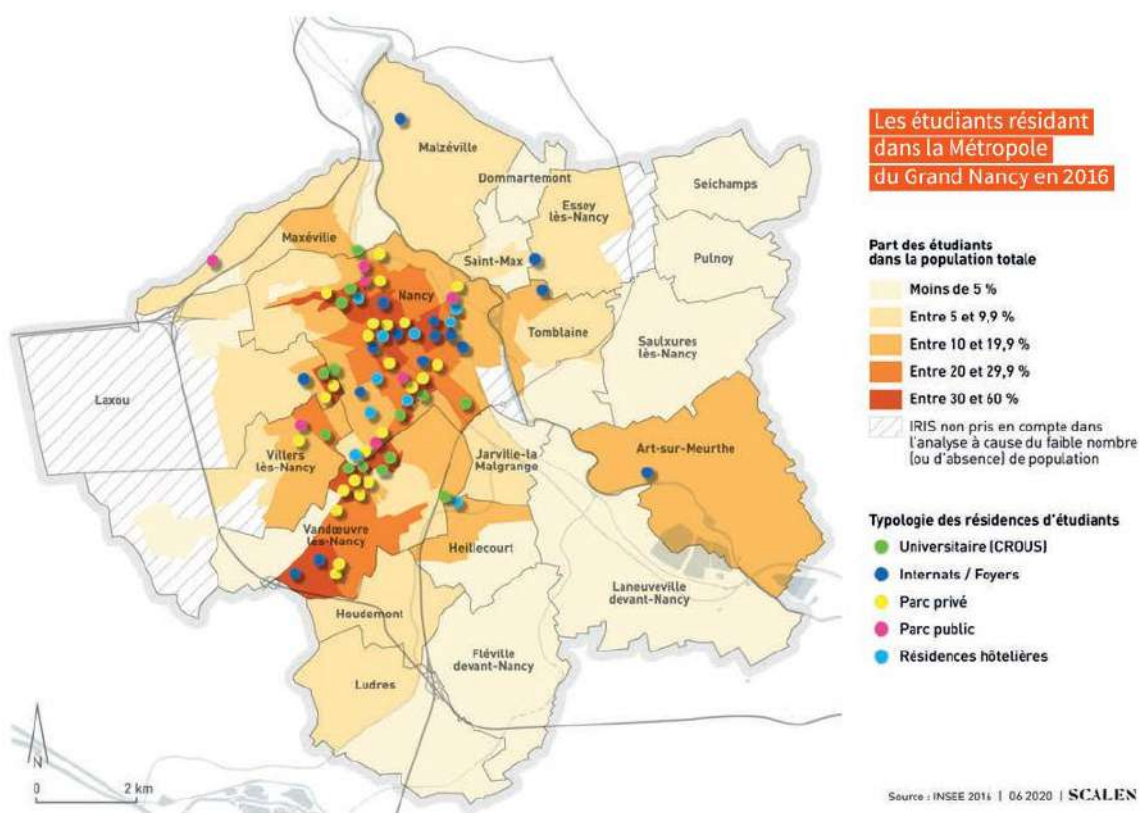 Les étudiants résidant
dans la Métropole
du Grand Nancy en 2016
Part des étudiants
dans la population totale
Moins de 5 %
Entre 5 et 9,9 %
Entre 10 et 19,9 %
Entre 20 et 29,9 %
Entre 30 et 60 %
IRIS non pris en compte dans
l'analyse à cause du faible nombre
(ou d'absence) de population
Typologie des résidences d'étudiants
Universitaire (CROUS)
Internats / Foyers
Parc privé
Parc public
Résidences hôtelières
Malzéville
Dommartemont
Seichamps
Essey
lès-Nancy
Maxéville
Saint-Max
Pulnoy
Nancy
Tomblaine
Saulxures
lès-Nancy
Laxou
Villers
lès-Nancy
Jarville-la
Malgrange
Art-sur-Meurthe
Vandœuvre
lès-Nancy
Heillecourt
Laneuveville
devant-Nancy
Houdemont
Fléville
devant-Nancy
Ludres
N
0 2 km
Source : INSEE 2016 | 06 2020 | SCALEN